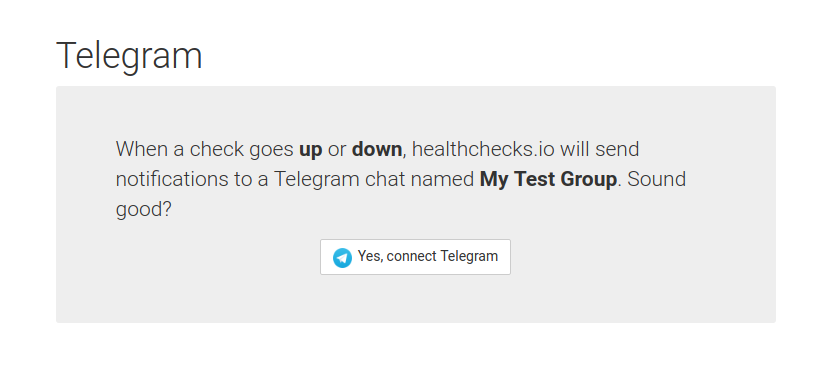 Telegram
When a check goes up or down, healthchecks.io will send
notifications to a Telegram chat named My Test Group. Sound
good?
Yes, connect Telegram